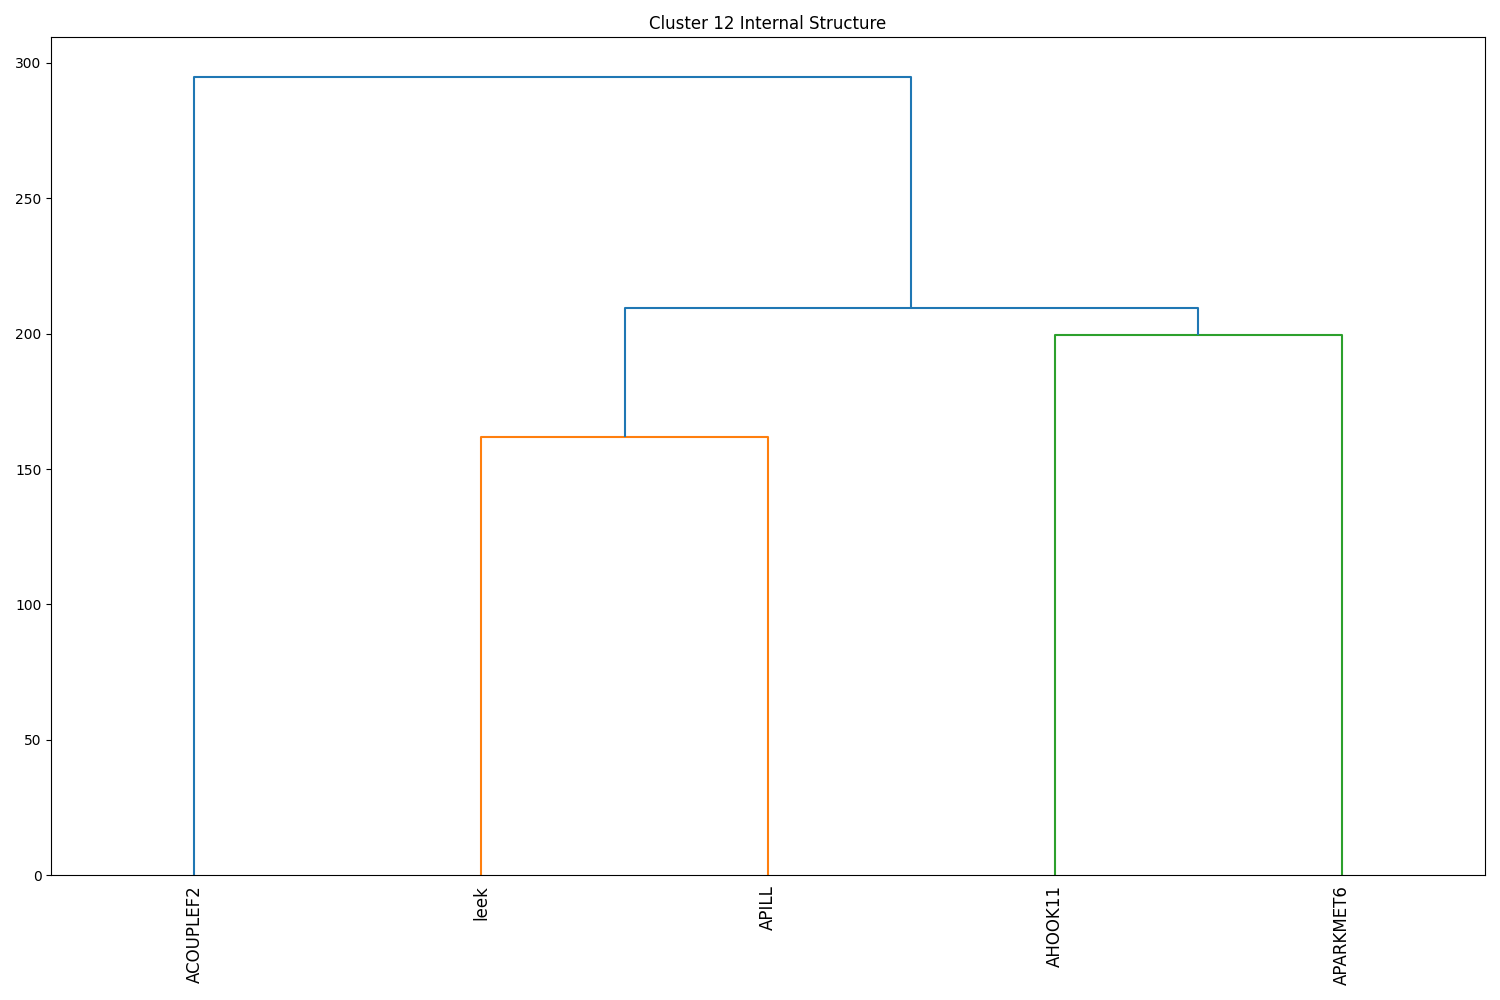 Cluster 12 Internal Structure
300
250
200
150
100
50
0
ACOUPLEF2
leek
APILL
AHOOK11
APARKMET6